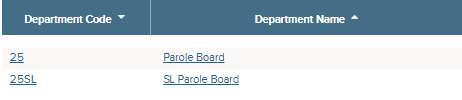 Department Code Department Name
25 Parole Board
25SL SL Parole Board